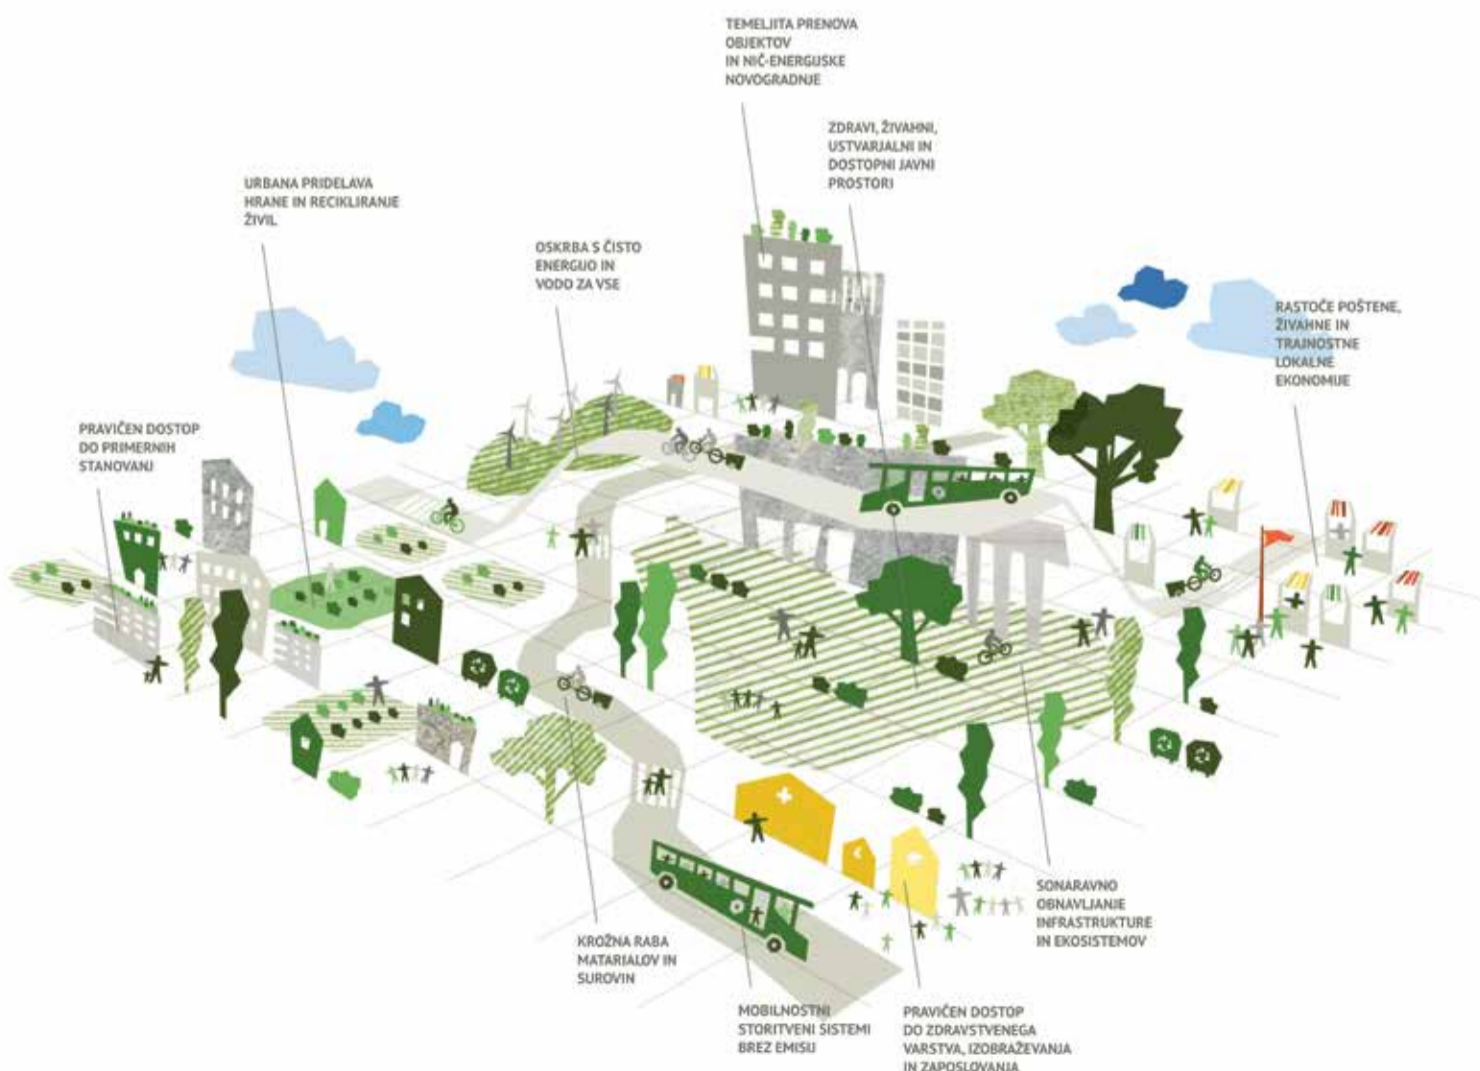 TEMELJITA PRENOVA
OBJEKTOV
IN NIČ-ENERGIJSKE
NOVOGRADNJE
ZDRAVI, ŽIVAHNI,
USTVARJALNI IN
DOSTOPNI JAVNI
PROSTORI
URBANA PRIDELAVA
HRANE IN RECIKLIRANJE
ŽIVIL
OSKRBA S ČISTO
ENERGIJO IN
VODO ZA VSE
RASTOČE POŠTENE,
ŽIVAHNE IN
TRAJNOSTNE
LOKALNE
EKONOMIJE
PRAVIČEN DOSTOP
DO PRIMERNIH
STANOVANJ
SONARAVNO
OBNAVLJANJE
INFRASTRUKTURE
IN EKOSISTEMOV
KROŽNA RABA
MATARIALOV IN
SUROVIN
MOBILNOSTNI
STORITVENI SISTEMI
BREZ EMISIJ
PRAVIČEN DOSTOP
DO ZDRAVSTVENEGA
VARSTVA, IZOBRAŽEVANJA
IN ZAPOSLOVANJA